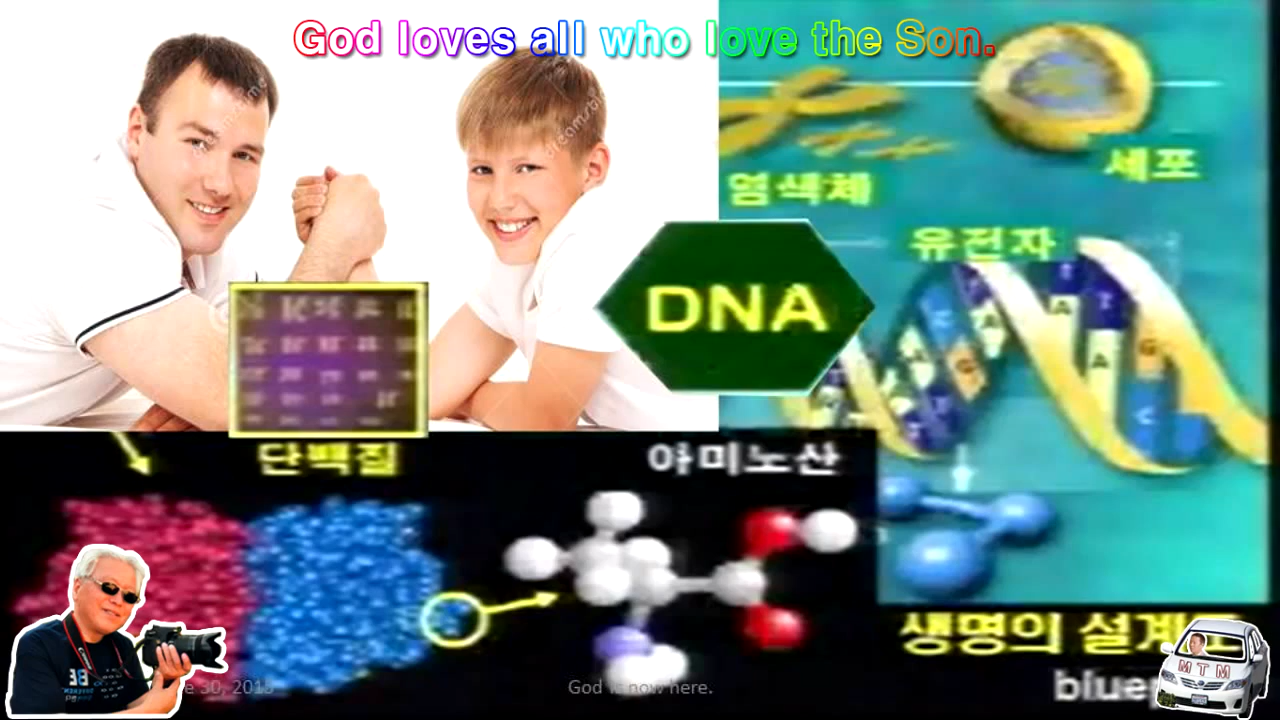 God loves all who love the Son.
세포
염색체
유전자
DNA
단백질
아미노산
생명의 설계
God is now here.
MTM